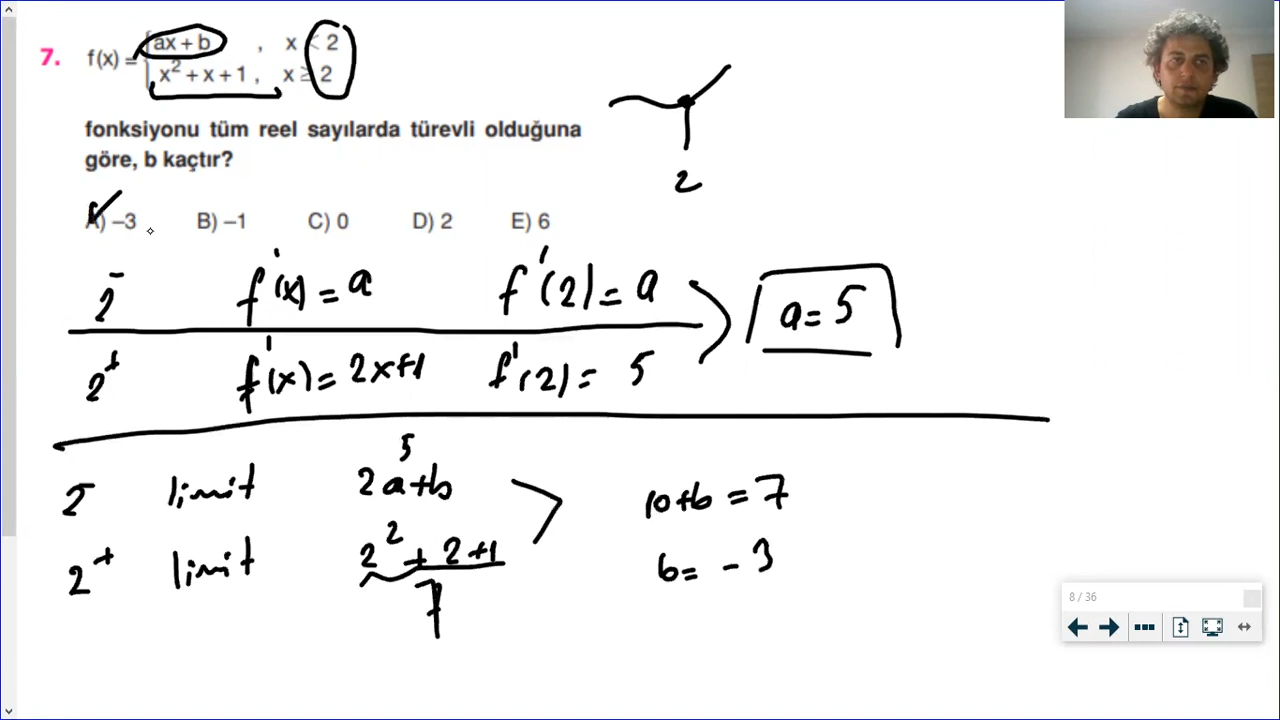 7. f(x) = { ax + b , x < 2
x² + x + 1 , x ≥ 2
fonksiyonu tüm reel sayılarda türevli olduğuna
göre, b kaçtır?
A) –3 B) –1 C) 0 D) 2 E) 6
2
2⁻ f'(x) = a f'(2) = a
a = 5
2⁺ f'(x) = 2x+1 f'(2) = 5
5
2⁻ limit 2a+b 10+b = 7
2⁺ limit 2² + 2 + 1 b = - 3
7
8 / 36